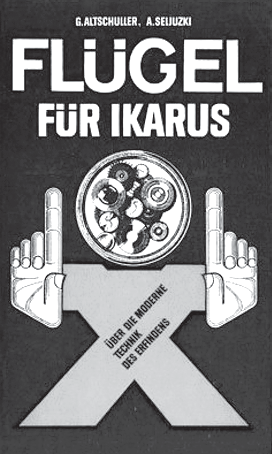 G.ALTSCHULLER, A.SELJUZKI
FLÜGEL
FÜR IKARUS
ÜBER DIE MODERNE
TECHNIK
DES ERFINDENS